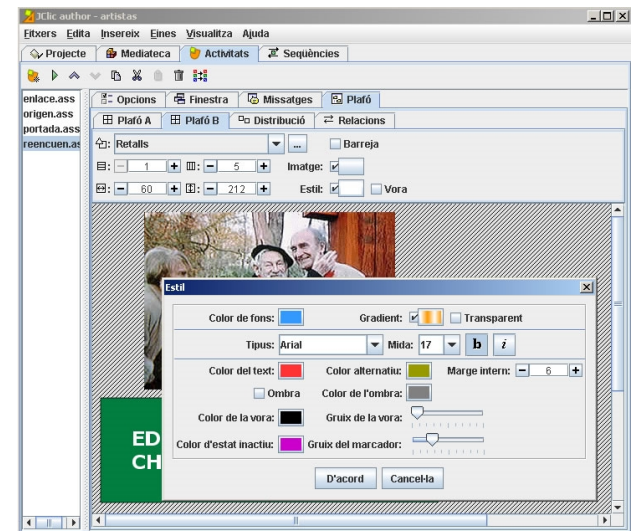 JClic author - artistas
Fitxers Edita Insereix Eines Visualitza Ajuda
Projecte Mediateca Activitats Seqüències
enlace.ass
origen.ass
portada.ass
reencuen.as
Opcions Finestra Missatges Plafó
Plafó A Plafó B Distribució Relacions
Retalls ... Barreja
1 5 Imatge:
60 212 Estil: Vora
Estil
Color de fons: Gradient: Transparent
Tipus: Arial Mida: 17 b i
Color del text: Color alternatiu: Marge intern: 6
Ombra Color de l'ombra:
Color de la vora: Gruix de la vora:
Color d'estat inactiu: Gruix del marcador:
D'acord Cancel·la
ED
CH